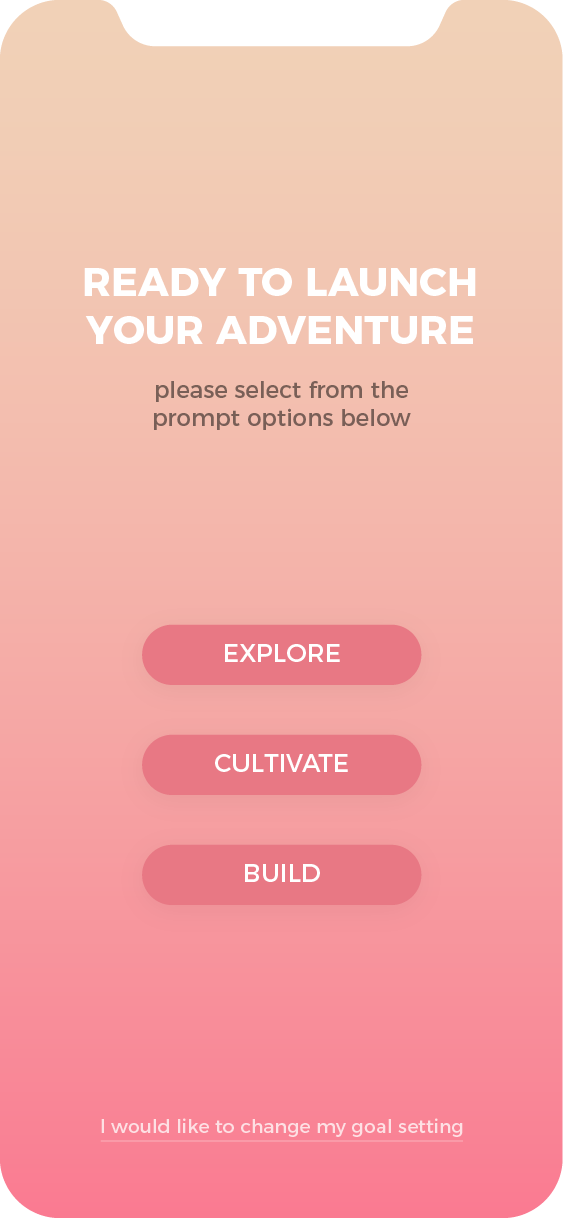 READY TO LAUNCH
YOUR ADVENTURE
please select from the
prompt options below
EXPLORE
CULTIVATE
BUILD
I would like to change my goal setting